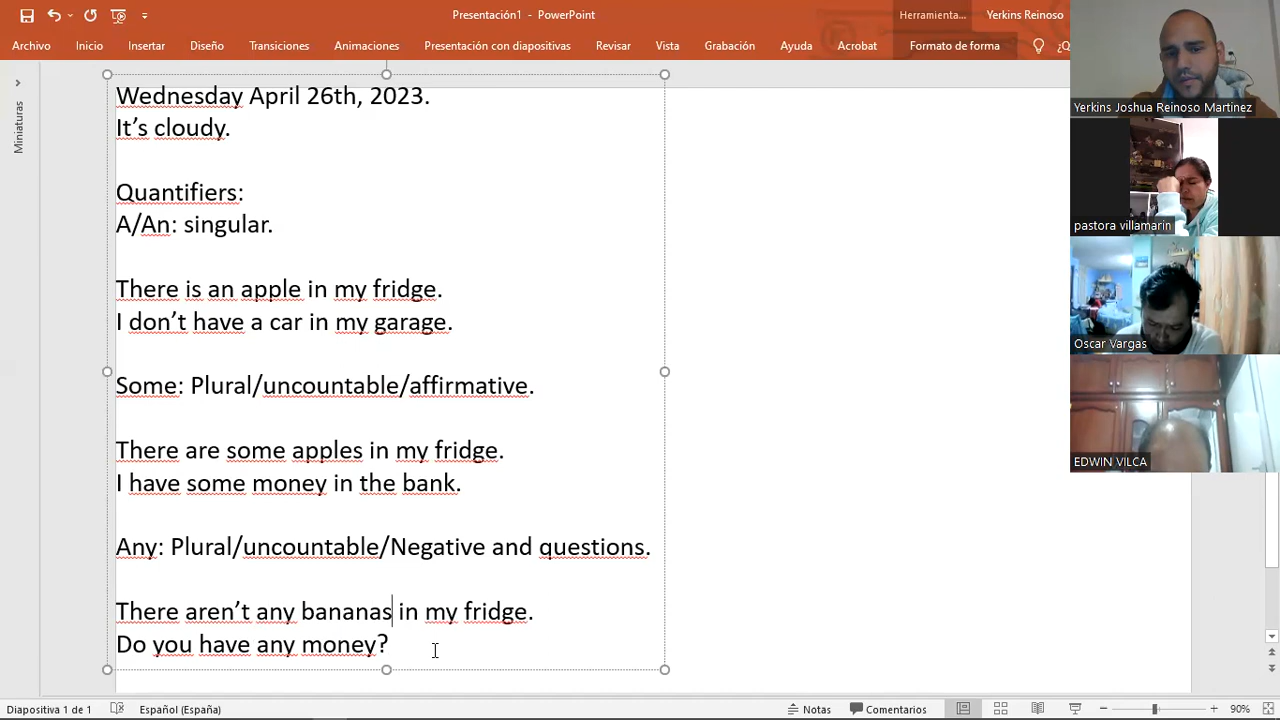 Presentación1 - PowerPoint
Herramienta...
Yerkins Reinoso
Archivo
Inicio
Insertar
Diseño
Transiciones
Animaciones
Presentación con diapositivas
Revisar
Vista
Grabación
Ayuda
Acrobat
Formato de forma
¿Q
Miniaturas
Wednesday April 26th, 2023.
It’s cloudy.
Quantifiers:
A/An: singular.
There is an apple in my fridge.
I don’t have a car in my garage.
Some: Plural/uncountable/affirmative.
There are some apples in my fridge.
I have some money in the bank.
Any: Plural/uncountable/Negative and questions.
There aren’t any bananas in my fridge.
Do you have any money?
Yerkins Joshua Reinoso Martinez
pastora villamarin
Oscar Vargas
EDWIN VILCA
Diapositiva 1 de 1
Español (España)
Notas
Comentarios
90%